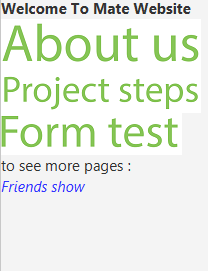 Welcome To Mate Website
About us
Project steps
Form test
to see more pages :
Friends show